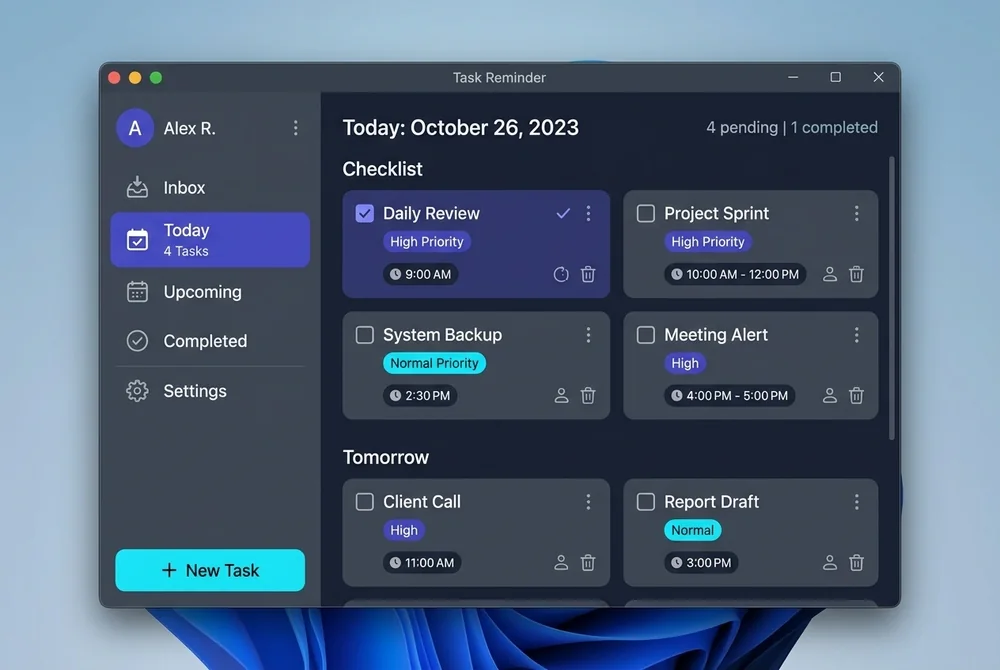 Task Reminder
A
Alex R.
Inbox
Today
4 Tasks
Upcoming
Completed
Settings
+ New Task
Today: October 26, 2023
4 pending | 1 completed
Checklist
Daily Review
High Priority
9:00 AM
Project Sprint
High Priority
10:00 AM - 12:00 PM
System Backup
Normal Priority
2:30 PM
Meeting Alert
High
4:00 PM - 5:00 PM
Tomorrow
Client Call
High
11:00 AM
Report Draft
Normal
3:00 PM